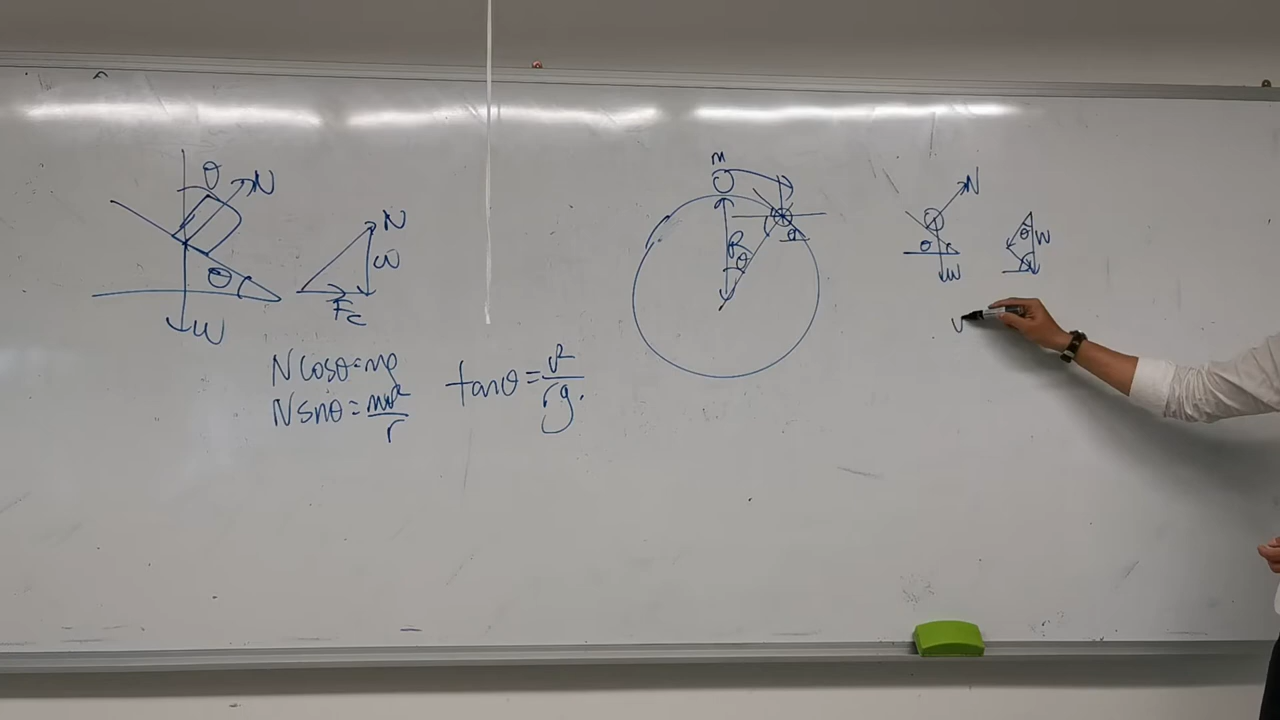 θ
N
θ
W
N
W
Fc
N cosθ = mg
N sinθ = mv²
r
tanθ = v²
rg.
m
R
θ
θ
N
θ
W
θ
W
θ